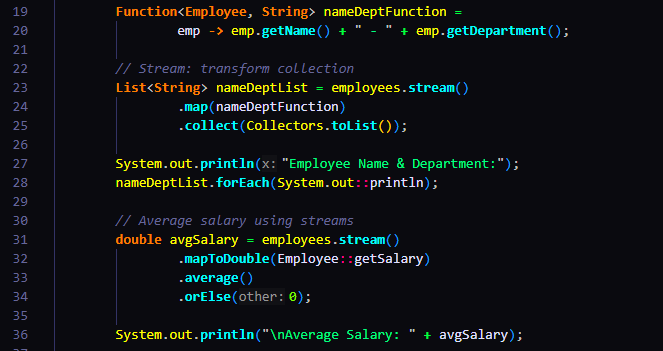 19 Function<Employee, String> nameDeptFunction =
20 emp -> emp.getName() + " - " + emp.getDepartment();
21
22 // Stream: transform collection
23 List<String> nameDeptList = employees.stream()
24 .map(nameDeptFunction)
25 .collect(Collectors.toList());
26
27 System.out.println(x: "Employee Name & Department:");
28 nameDeptList.forEach(System.out::println);
29
30 // Average salary using streams
31 double avgSalary = employees.stream()
32 .mapToDouble(Employee::getSalary)
33 .average()
34 .orElse(other: 0);
35
36 System.out.println("\nAverage Salary: " + avgSalary);